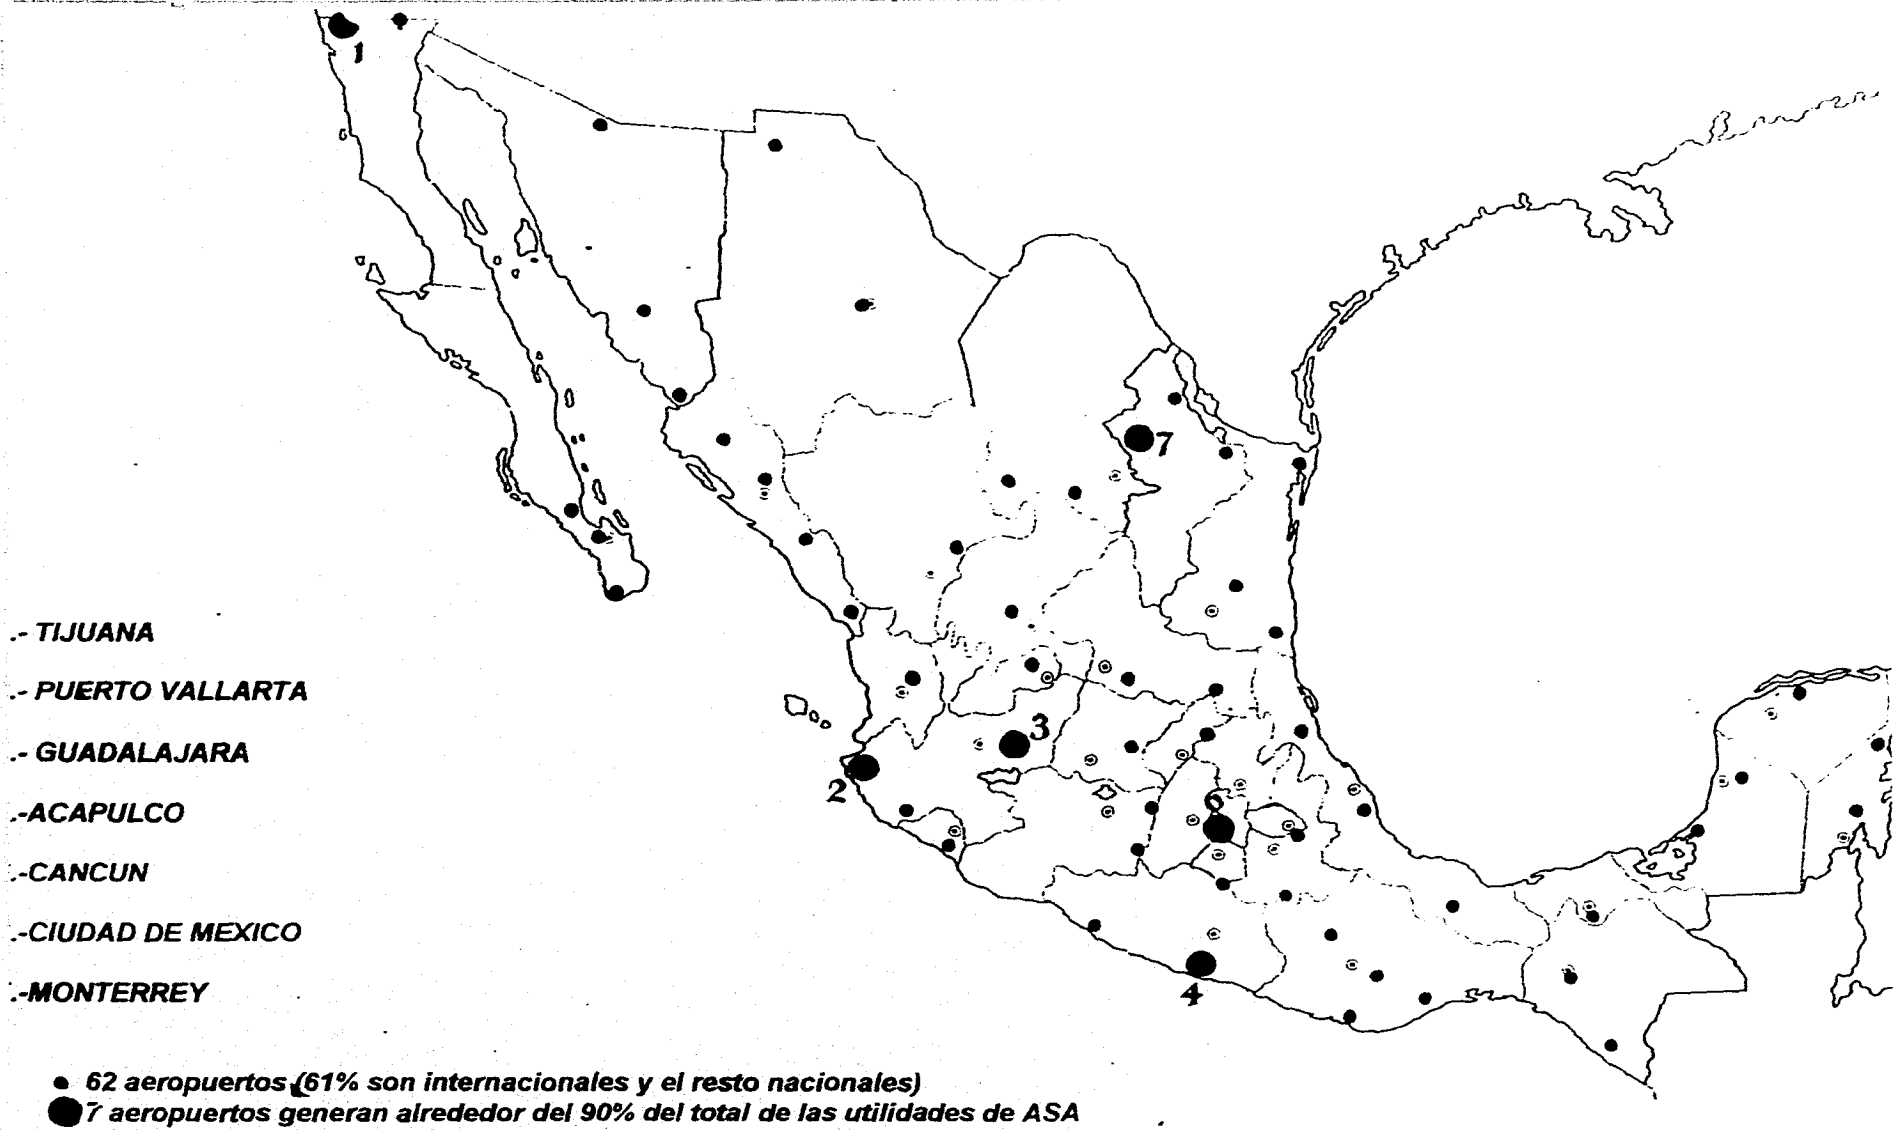 1
7
.- TIJUANA
.- PUERTO VALLARTA
3
.- GUADALAJARA
2
6
.-ACAPULCO
.-CANCUN
.-CIUDAD DE MEXICO
.-MONTERREY
4
62 aeropuertos (61% son internacionales y el resto nacionales)
7 aeropuertos generan alrededor del 90% del total de las utilidades de ASA